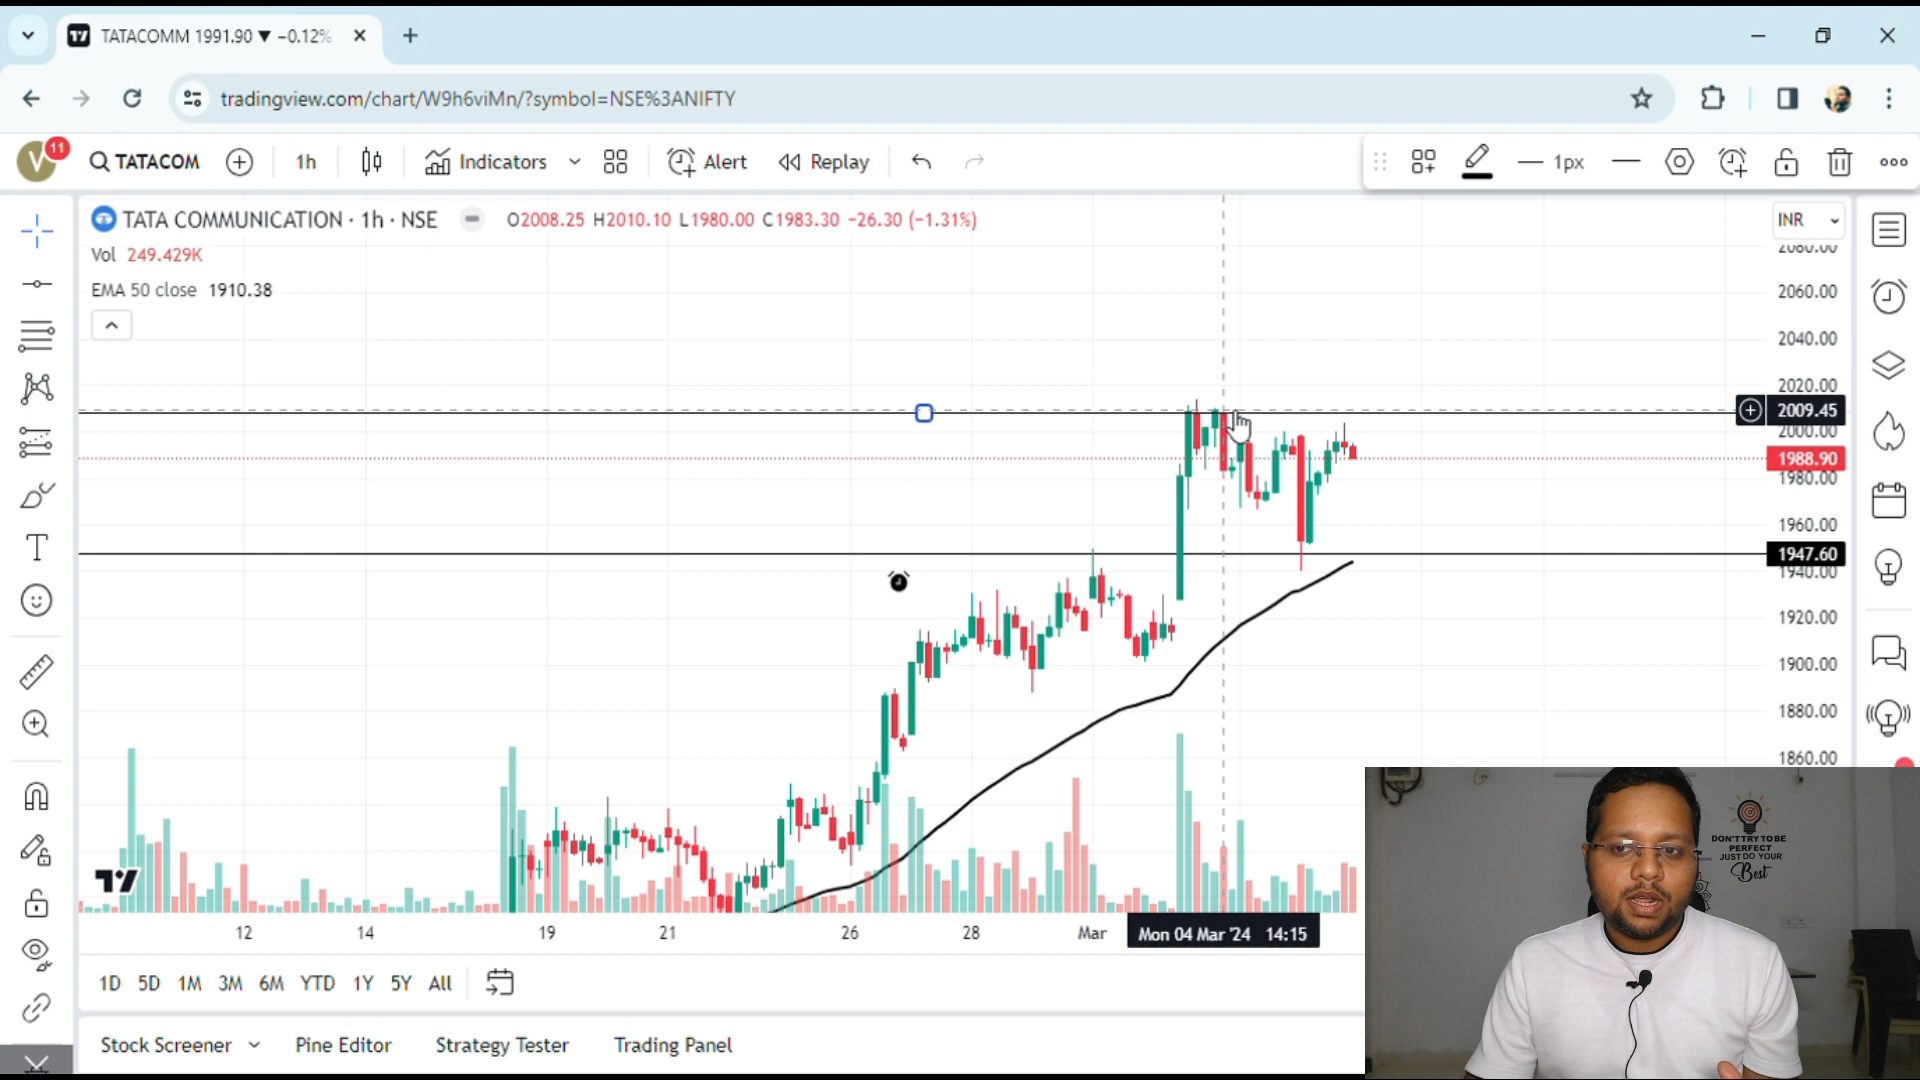 TATACOMM 1991.90 ▼ −0.12%
tradingview.com/chart/W9h6viMn/?symbol=NSE%3ANIFTY
V 11 TATACOM 1h Indicators Alert Replay 1px
TATA COMMUNICATION · 1h · NSE O2008.25 H2010.10 L1980.00 C1983.30 −26.30 (−1.31%)
INR
Vol 249.429K
EMA 50 close 1910.38
2080.00
2060.00
2040.00
2020.00
2009.45
2000.00
1988.90
1980.00
1960.00
1947.60
1940.00
1920.00
1900.00
1880.00
1860.00
DON'T TRY TO BE
PERFECT
JUST DO YOUR
Best
12 14 19 21 26 28 Mar Mon 04 Mar '24 14:15
1D 5D 1M 3M 6M YTD 1Y 5Y All
Stock Screener Pine Editor Strategy Tester Trading Panel